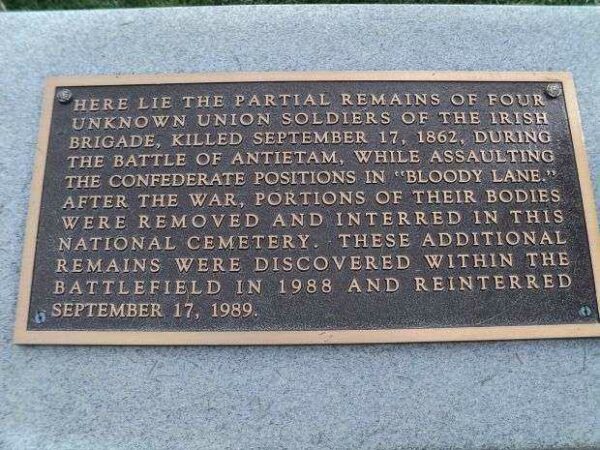 HERE LIE THE PARTIAL REMAINS OF FOUR
UNKNOWN UNION SOLDIERS OF THE IRISH
BRIGADE, KILLED SEPTEMBER 17, 1862, DURING
THE BATTLE OF ANTIETAM, WHILE ASSAULTING
THE CONFEDERATE POSITIONS IN "BLOODY LANE."
AFTER THE WAR, PORTIONS OF THEIR BODIES
WERE REMOVED AND INTERRED IN THIS
NATIONAL CEMETERY. THESE ADDITIONAL
REMAINS WERE DISCOVERED WITHIN THE
BATTLEFIELD IN 1988 AND REINTERRED
SEPTEMBER 17, 1989.